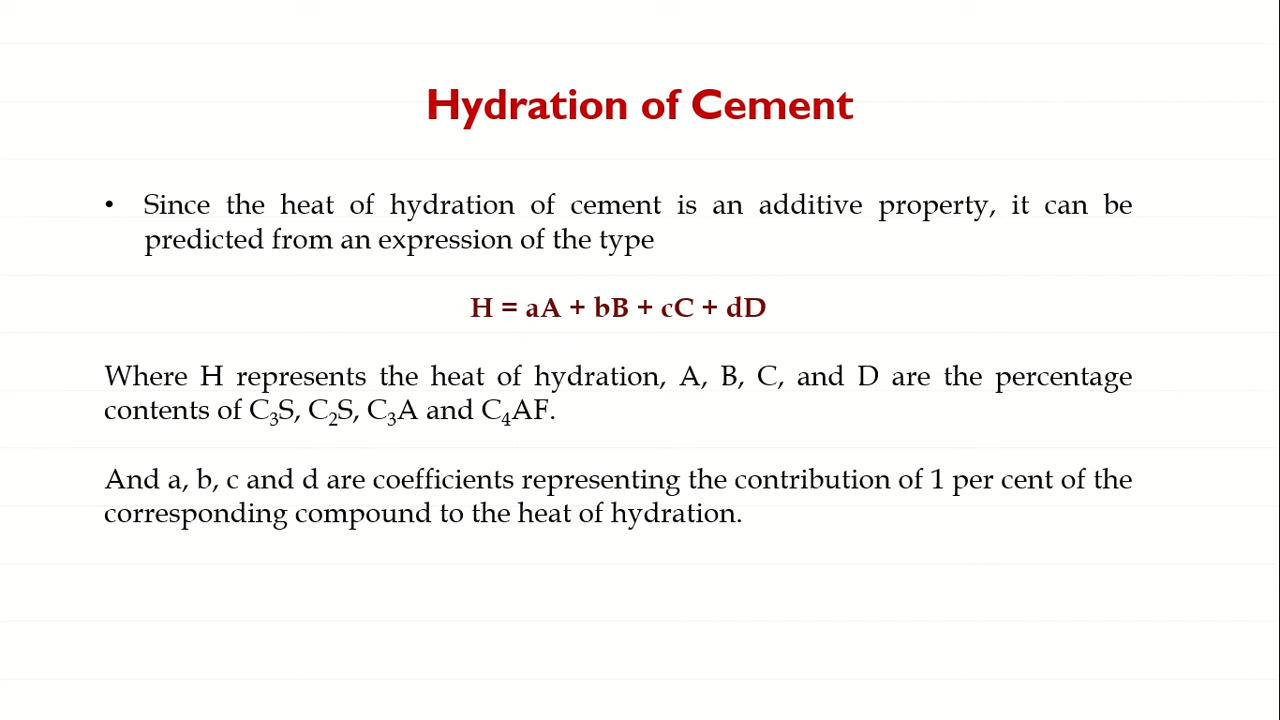 Hydration of Cement
• Since the heat of hydration of cement is an additive property, it can be
predicted from an expression of the type
H = aA + bB + cC + dD
Where H represents the heat of hydration, A, B, C, and D are the percentage
contents of C₃S, C₂S, C₃A and C₄AF.
And a, b, c and d are coefficients representing the contribution of 1 per cent of the
corresponding compound to the heat of hydration.